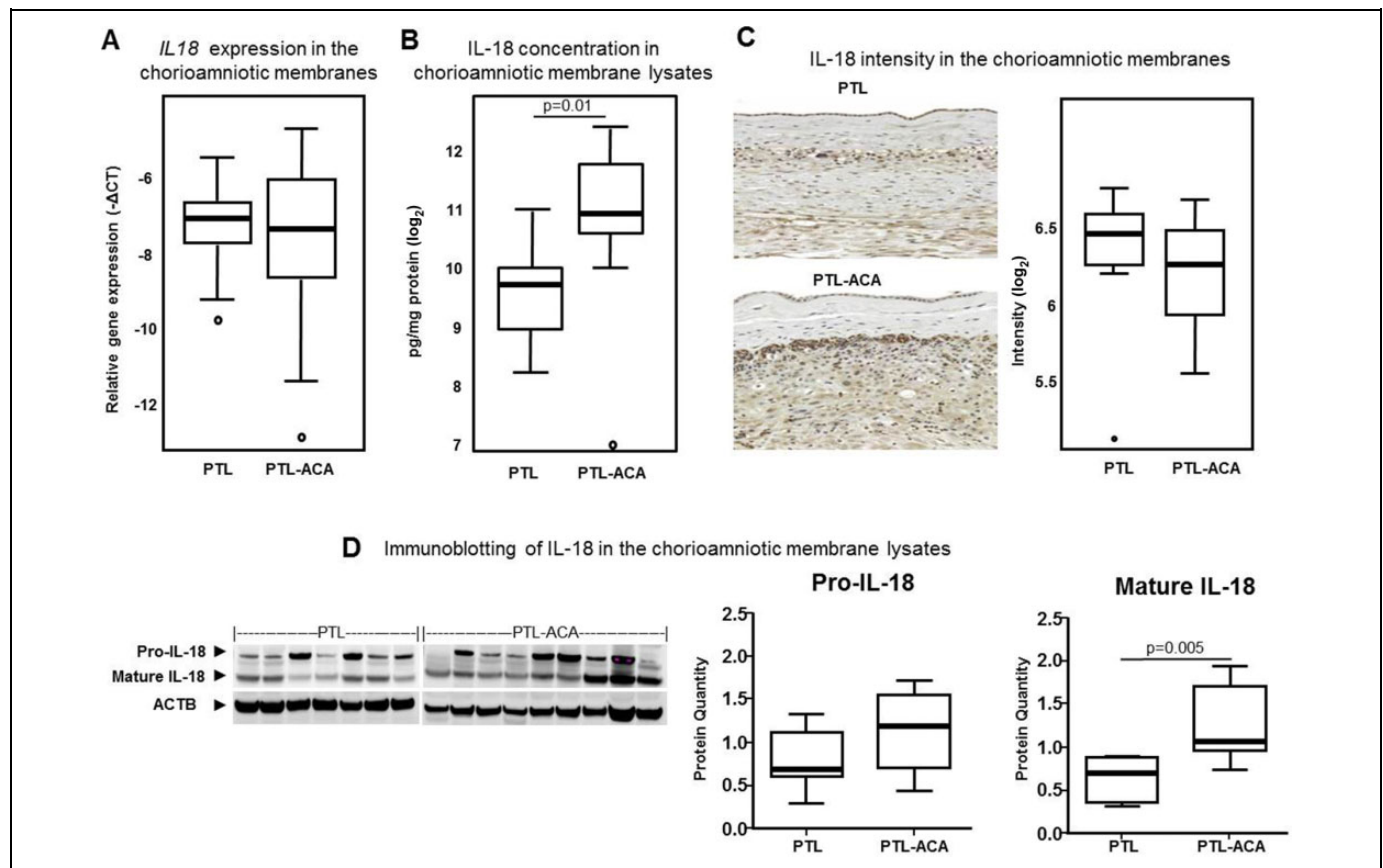 A
IL18 expression in the
chorioamniotic membranes
Relative gene expression (-ΔCT)
-6
-8
-10
-12
PTL
PTL-ACA
B
IL-18 concentration in
chorioamniotic membrane lysates
p=0.01
pg/mg protein (log2)
12
11
10
9
8
7
PTL
PTL-ACA
C
IL-18 intensity in the chorioamniotic membranes
PTL
PTL-ACA
Intensity (log2)
6.5
6
5.5
PTL
PTL-ACA
D
Immunoblotting of IL-18 in the chorioamniotic membrane lysates
|----------------PTL-----------||----------------PTL-ACA----------------|
Pro-IL-18
Mature IL-18
ACTB
Pro-IL-18
Protein Quantity
2.5
2.0
1.5
1.0
0.5
0.0
PTL
PTL-ACA
Mature IL-18
p=0.005
Protein Quantity
2.5
2.0
1.5
1.0
0.5
0.0
PTL
PTL-ACA